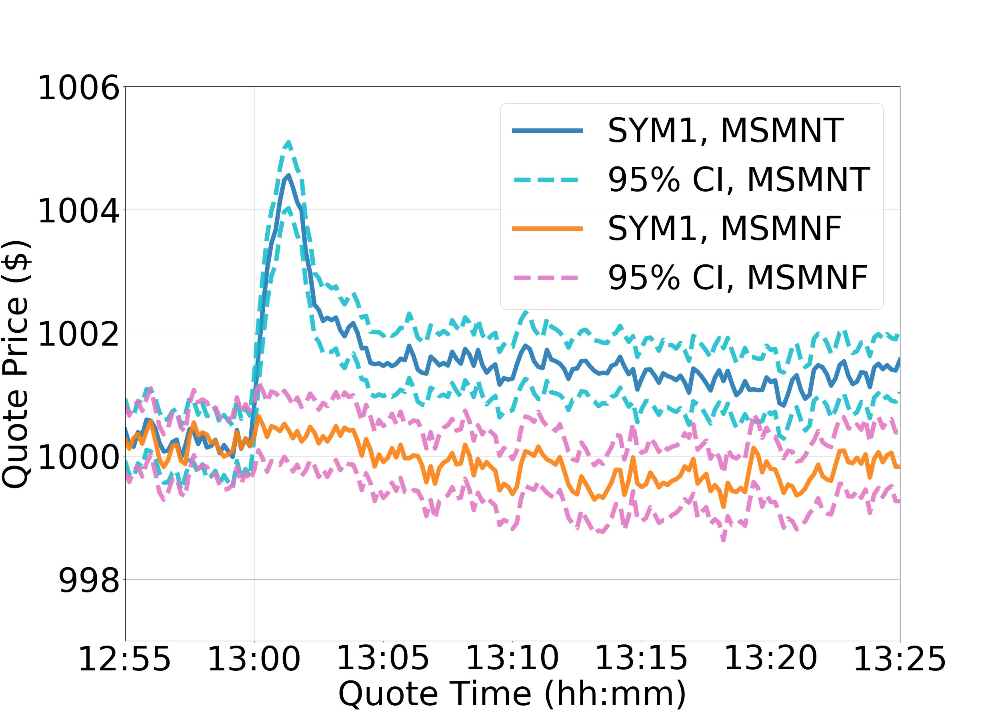 1006
1004
1002
1000
998
Quote Price ($)
SYM1, MSMNT
95% CI, MSMNT
SYM1, MSMNF
95% CI, MSMNF
12:55 13:00 13:05 13:10 13:15 13:20 13:25
Quote Time (hh:mm)